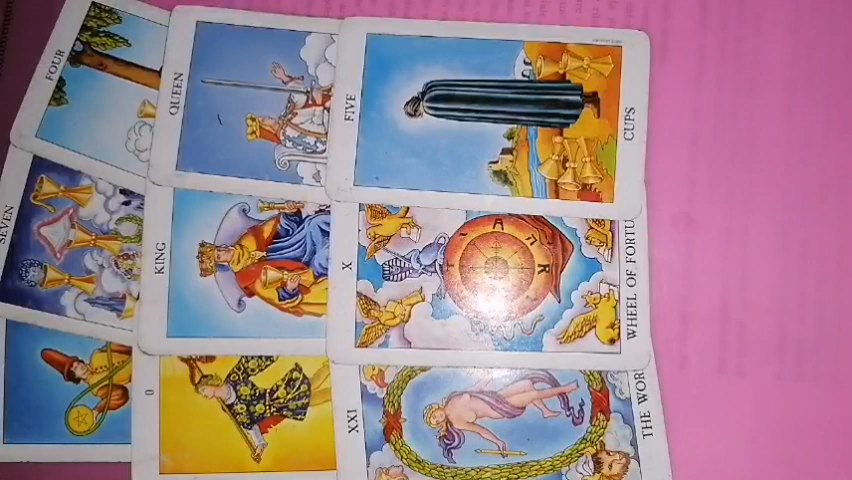 FOUR
QUEEN
FIVE
CUPS
SEVEN
KING
X
WHEEL OF FORTU
0
XXI
THE WOR